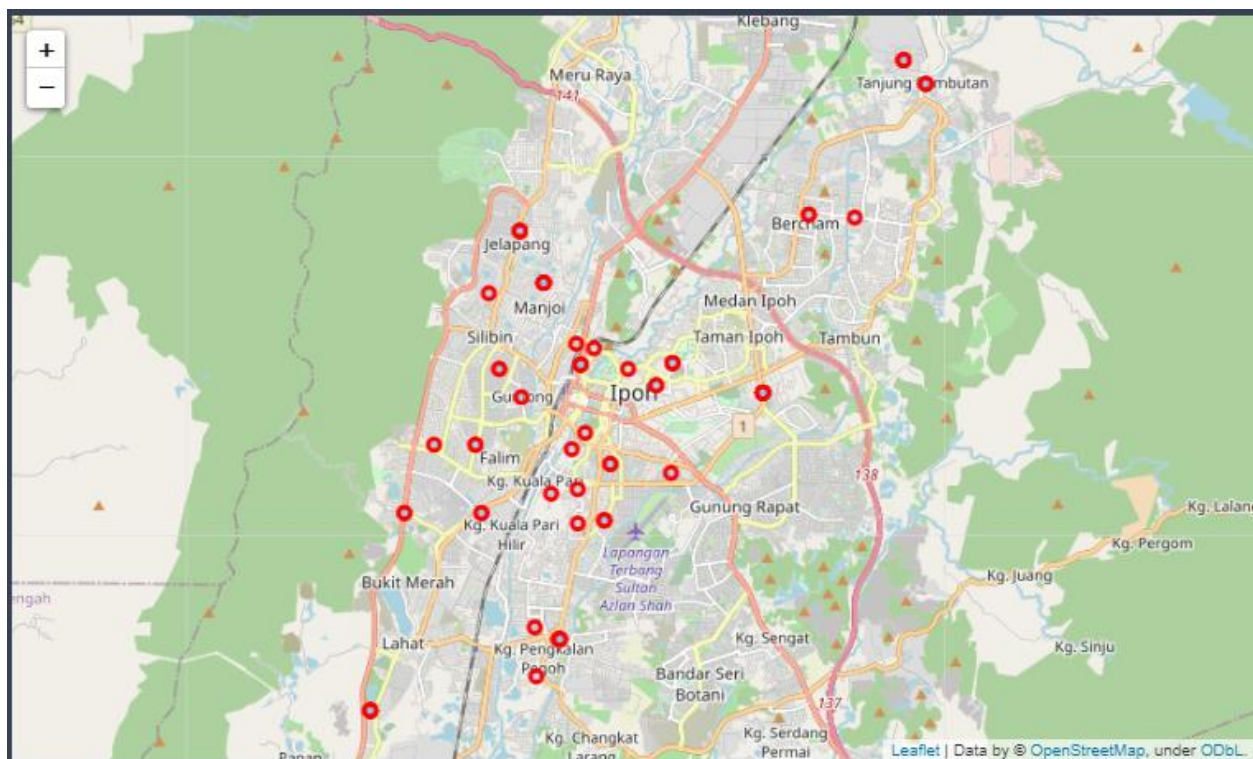 +
−
Klebang
Meru Raya
141
Tanjung Rambutan
Bercham
Jelapang
Manjoi
Medan Ipoh
Silibin
Taman Ipoh
Tambun
Ipoh
1
Falim
138
Kg. Kuala Pari
Gunung Rapat
Kg. Lalang
Kg. Kuala Pari
Hilir
Kg. Pergom
Lapangan
Terbang
Sultan
Azlan Shah
Kg. Juang
Bukit Merah
engah
Lahat
Kg. Sengat
Kg. Sinju
Kg. Pengkalan
Pegoh
Bandar Seri
Botani
137
Kg. Changkat
Larang
Kg. Serdang
Permai
Papan
Leaflet | Data by © OpenStreetMap, under ODbL.